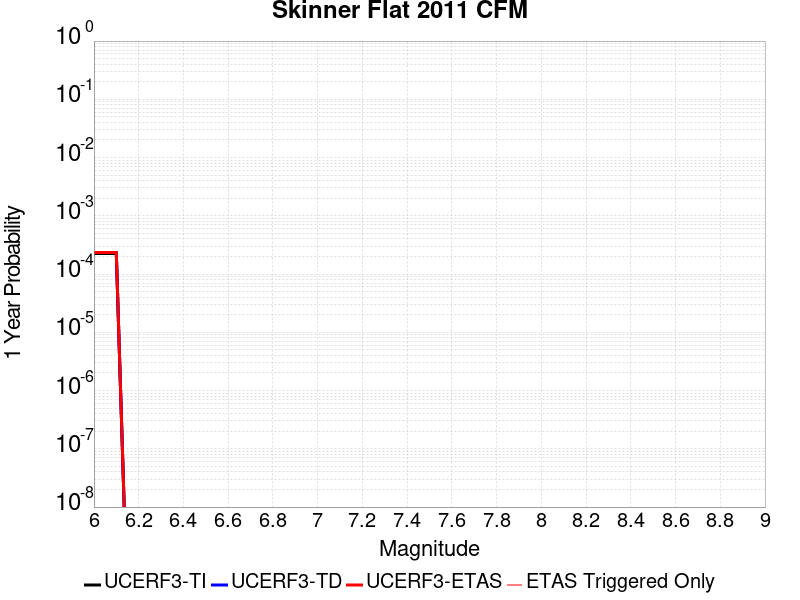 Skinner Flat 2011 CFM
10^0
10^-1
10^-2
10^-3
10^-4
10^-5
10^-6
10^-7
10^-8
1 Year Probability
6 6.2 6.4 6.6 6.8 7 7.2 7.4 7.6 7.8 8 8.2 8.4 8.6 8.8 9
Magnitude
UCERF3-TI UCERF3-TD UCERF3-ETAS ETAS Triggered Only